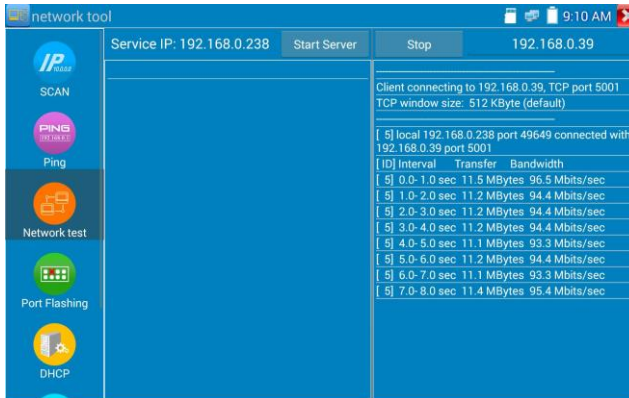 network tool
9:10 AM
Service IP: 192.168.0.238
Start Server
Stop
192.168.0.39
IP
SCAN
PING
Ping
Network test
Port Flashing
DHCP
Client connecting to 192.168.0.39, TCP port 5001
TCP window size: 512 KByte (default)
[ 5] local 192.168.0.238 port 49649 connected with
192.168.0.39 port 5001
[ID] Interval Transfer Bandwidth
[ 5] 0.0- 1.0 sec 11.5 MBytes 96.5 Mbits/sec
[ 5] 1.0- 2.0 sec 11.2 MBytes 94.4 Mbits/sec
[ 5] 2.0- 3.0 sec 11.2 MBytes 94.4 Mbits/sec
[ 5] 3.0- 4.0 sec 11.2 MBytes 94.4 Mbits/sec
[ 5] 4.0- 5.0 sec 11.1 MBytes 93.3 Mbits/sec
[ 5] 5.0- 6.0 sec 11.2 MBytes 94.4 Mbits/sec
[ 5] 6.0- 7.0 sec 11.1 MBytes 93.3 Mbits/sec
[ 5] 7.0- 8.0 sec 11.4 MBytes 95.4 Mbits/sec